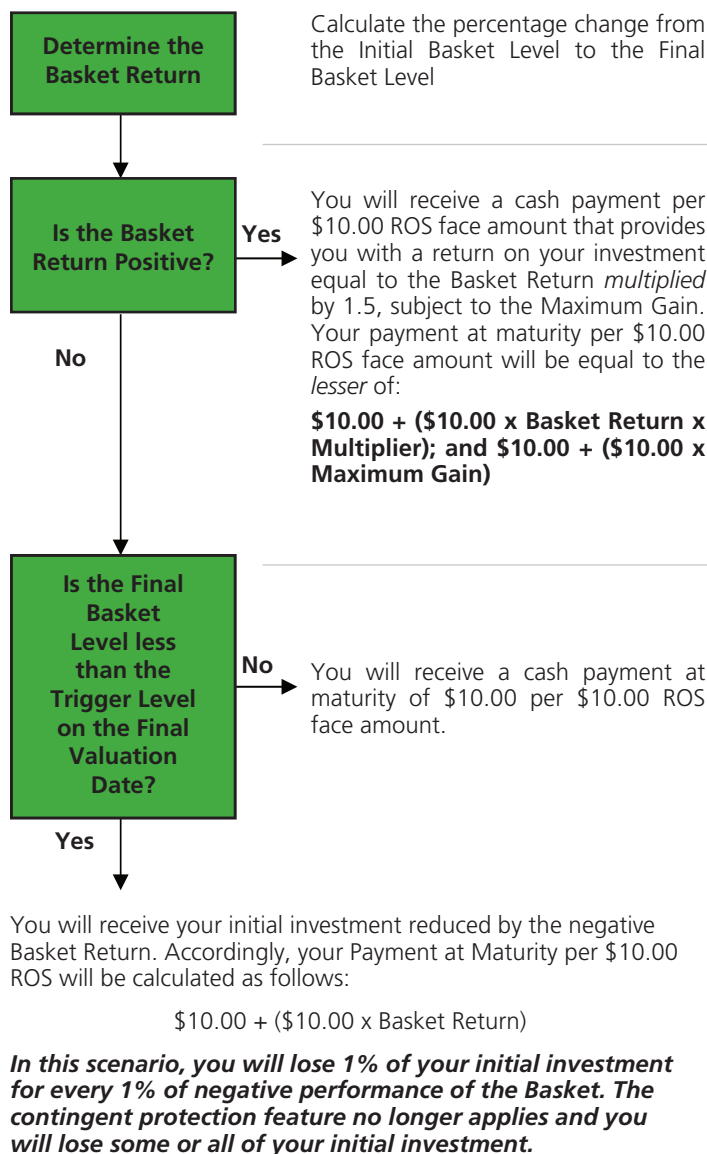 Determine the
Basket Return
Calculate the percentage change from
the Initial Basket Level to the Final
Basket Level
Is the Basket
Return Positive?
Yes
You will receive a cash payment per
$10.00 ROS face amount that provides
you with a return on your investment
equal to the Basket Return multiplied
by 1.5, subject to the Maximum Gain.
Your payment at maturity per $10.00
ROS face amount will be equal to the
lesser of:
$10.00 + ($10.00 x Basket Return x
Multiplier); and $10.00 + ($10.00 x
Maximum Gain)
No
Is the Final
Basket
Level less
than the
Trigger Level
on the Final
Valuation
Date?
No
You will receive a cash payment at
maturity of $10.00 per $10.00 ROS
face amount.
Yes
You will receive your initial investment reduced by the negative
Basket Return. Accordingly, your Payment at Maturity per $10.00
ROS will be calculated as follows:
$10.00 + ($10.00 x Basket Return)
In this scenario, you will lose 1% of your initial investment
for every 1% of negative performance of the Basket. The
contingent protection feature no longer applies and you
will lose some or all of your initial investment.